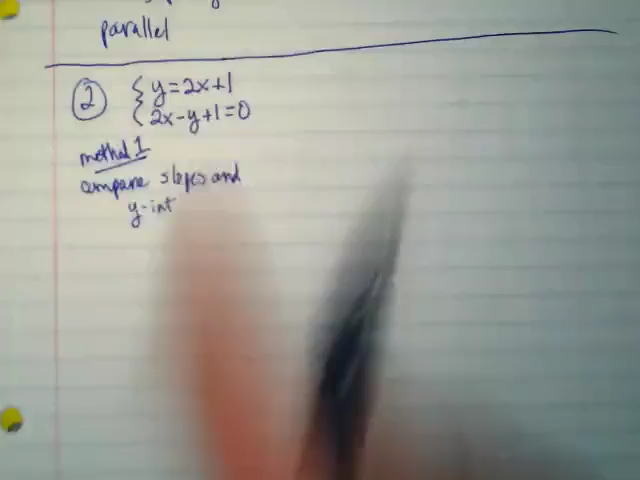 parallel
② { y=2x+1
2x-y+1=0
method 1
compare slopes and
y-int